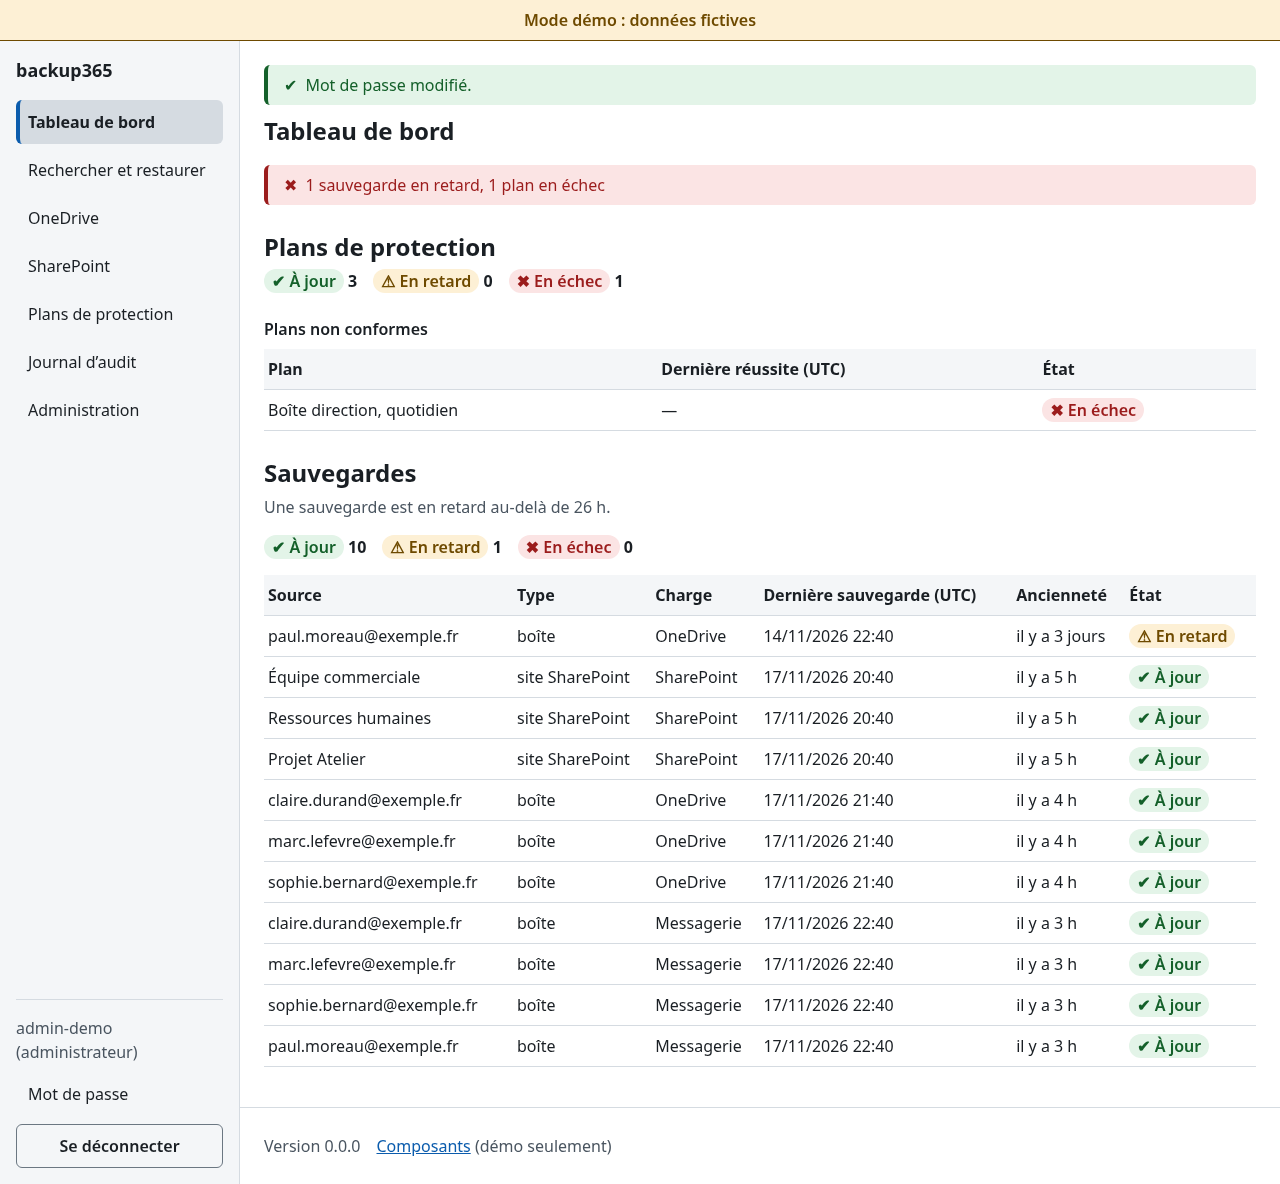 Mode démo : données fictives
backup365
Tableau de bord
Rechercher et restaurer
OneDrive
SharePoint
Plans de protection
Journal d’audit
Administration
admin-demo
(administrateur)
Mot de passe
Se déconnecter
✔ Mot de passe modifié.
Tableau de bord
✖ 1 sauvegarde en retard, 1 plan en échec
Plans de protection
✔ À jour 3 ⚠ En retard 0 ✖ En échec 1
Plans non conformes
Plan Dernière réussite (UTC) État
Boîte direction, quotidien — ✖ En échec
Sauvegardes
Une sauvegarde est en retard au-delà de 26 h.
✔ À jour 10 ⚠ En retard 1 ✖ En échec 0
Source Type Charge Dernière sauvegarde (UTC) Ancienneté État
paul.moreau@exemple.fr boîte OneDrive 14/11/2026 22:40 il y a 3 jours ⚠ En retard
Équipe commerciale site SharePoint SharePoint 17/11/2026 20:40 il y a 5 h ✔ À jour
Ressources humaines site SharePoint SharePoint 17/11/2026 20:40 il y a 5 h ✔ À jour
Projet Atelier site SharePoint SharePoint 17/11/2026 20:40 il y a 5 h ✔ À jour
claire.durand@exemple.fr boîte OneDrive 17/11/2026 21:40 il y a 4 h ✔ À jour
marc.lefevre@exemple.fr boîte OneDrive 17/11/2026 21:40 il y a 4 h ✔ À jour
sophie.bernard@exemple.fr boîte OneDrive 17/11/2026 21:40 il y a 4 h ✔ À jour
claire.durand@exemple.fr boîte Messagerie 17/11/2026 22:40 il y a 3 h ✔ À jour
marc.lefevre@exemple.fr boîte Messagerie 17/11/2026 22:40 il y a 3 h ✔ À jour
sophie.bernard@exemple.fr boîte Messagerie 17/11/2026 22:40 il y a 3 h ✔ À jour
paul.moreau@exemple.fr boîte Messagerie 17/11/2026 22:40 il y a 3 h ✔ À jour
Version 0.0.0 Composants (démo seulement)